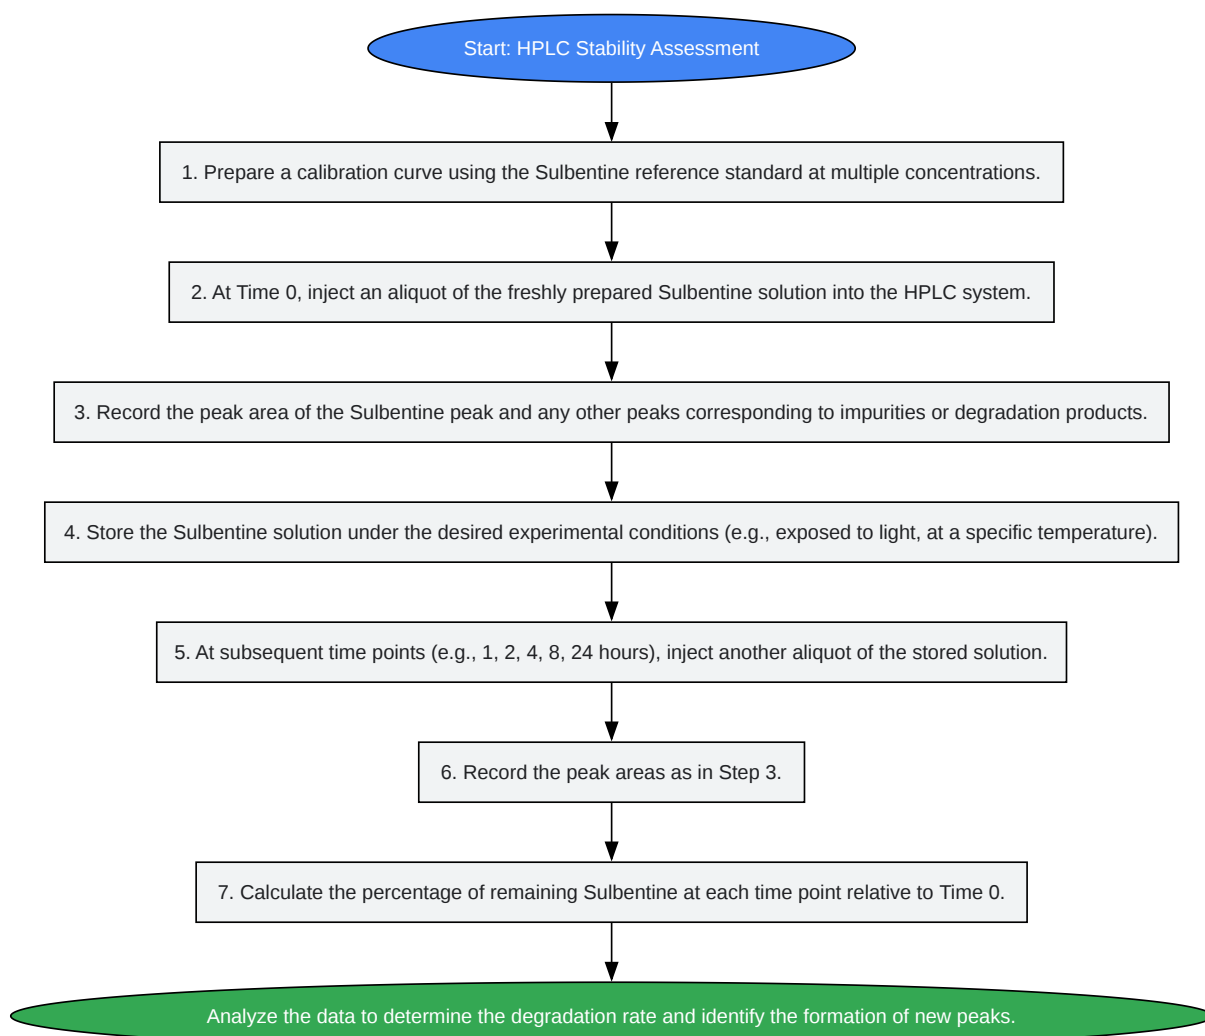 Start: HPLC Stability Assessment
1. Prepare a calibration curve using the Sulbentine reference standard at multiple concentrations.
2. At Time 0, inject an aliquot of the freshly prepared Sulbentine solution into the HPLC system.
3. Record the peak area of the Sulbentine peak and any other peaks corresponding to impurities or degradation products.
4. Store the Sulbentine solution under the desired experimental conditions (e.g., exposed to light, at a specific temperature).
5. At subsequent time points (e.g., 1, 2, 4, 8, 24 hours), inject another aliquot of the stored solution.
6. Record the peak areas as in Step 3.
7. Calculate the percentage of remaining Sulbentine at each time point relative to Time 0.
Analyze the data to determine the degradation rate and identify the formation of new peaks.